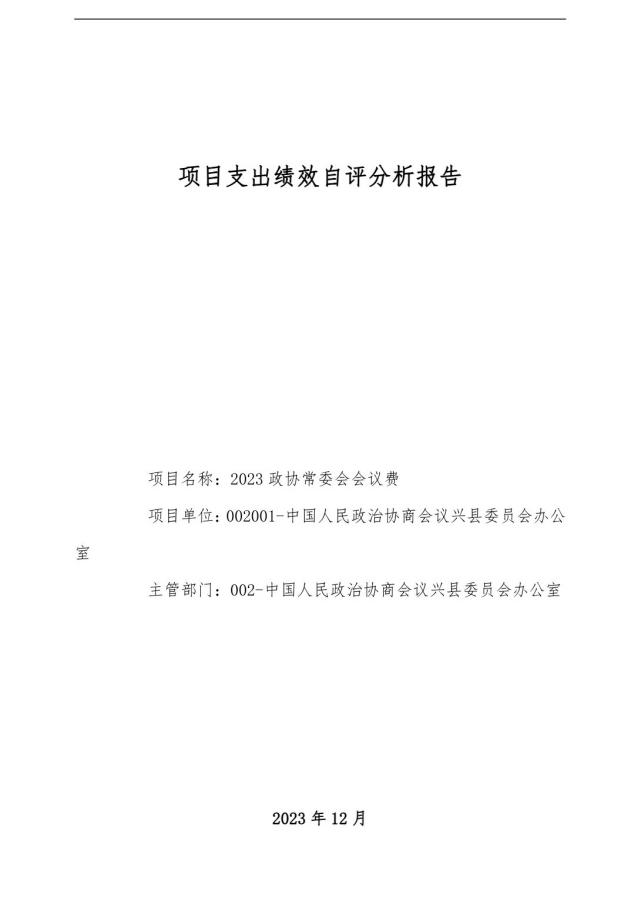 项目支出绩效自评分析报告
项目名称：2023 政协常委会会议费
项目单位：002001-中国人民政治协商会议兴县委员会办公
室
主管部门：002-中国人民政治协商会议兴县委员会办公室
2023 年 12 月